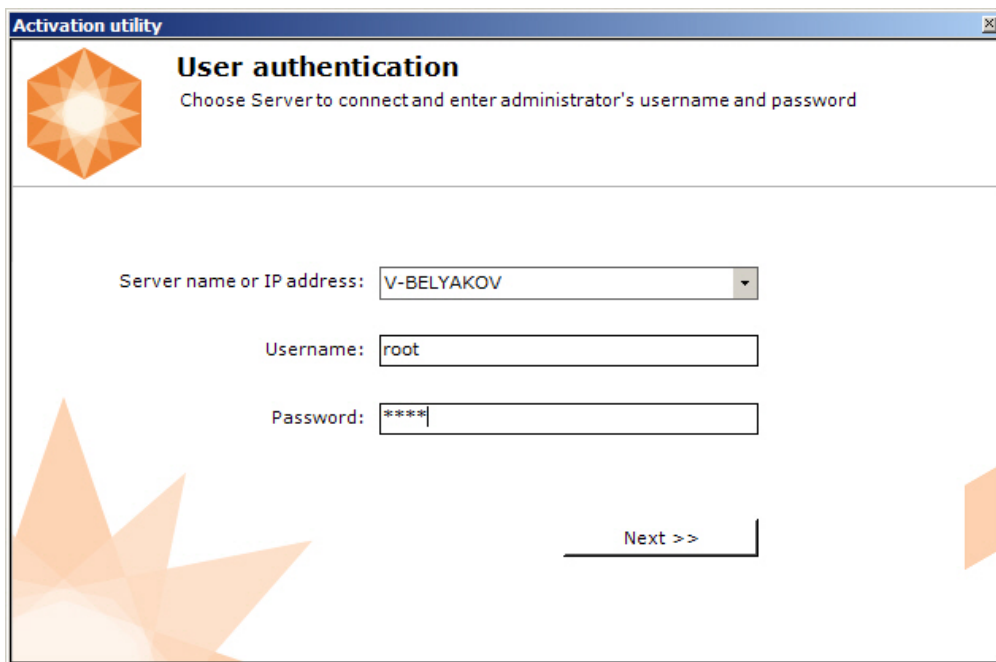 Activation utility
User authentication
Choose Server to connect and enter administrator's username and password
Server name or IP address: V-BELYAKOV
Username: root
Password: ****
Next >>